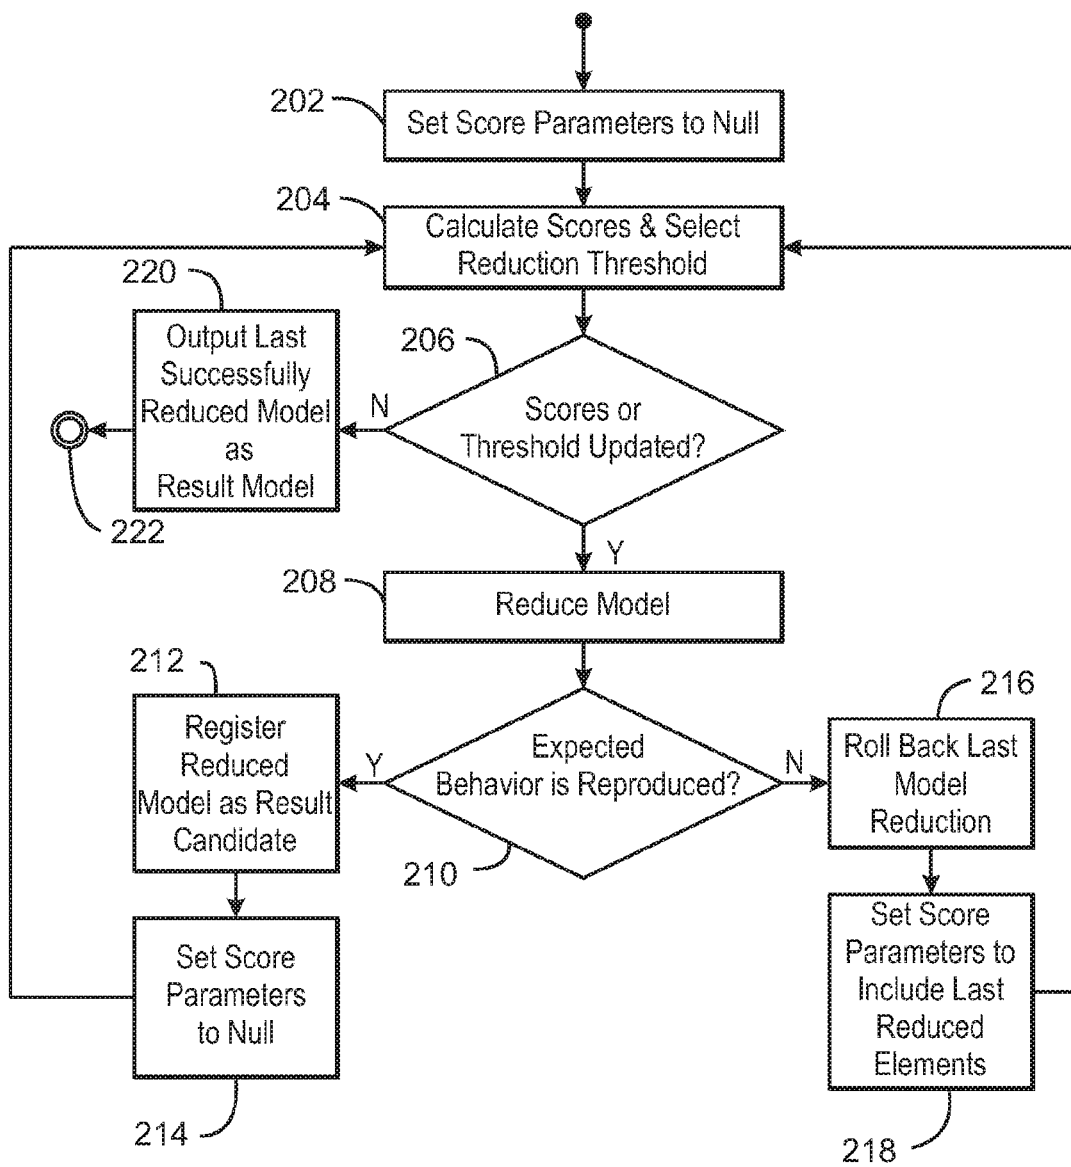 202
Set Score Parameters to Null
204
Calculate Scores & Select
Reduction Threshold
220
Output Last
Successfully
Reduced Model
as
Result Model
206
N
Scores or
Threshold Updated?
222
Y
208
Reduce Model
212
Register
Reduced
Model as Result
Candidate
Y
Expected
Behavior is Reproduced?
N
210
216
Roll Back Last
Model
Reduction
Set Score
Parameters
to Null
214
Set Score
Parameters to
Include Last
Reduced
Elements
218